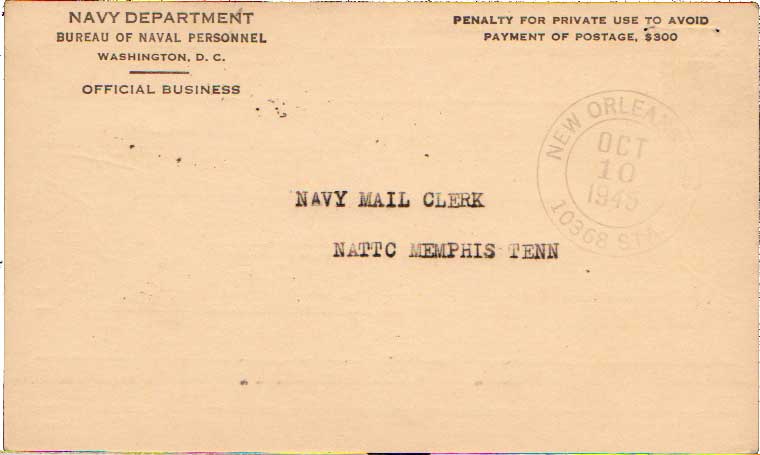 NAVY DEPARTMENT
BUREAU OF NAVAL PERSONNEL
WASHINGTON, D. C.
OFFICIAL BUSINESS
PENALTY FOR PRIVATE USE TO AVOID
PAYMENT OF POSTAGE, $300
NEW ORLEANS
OCT
10
1945
10368 STA.
NAVY MAIL CLERK
NATTC MEMPHIS TENN